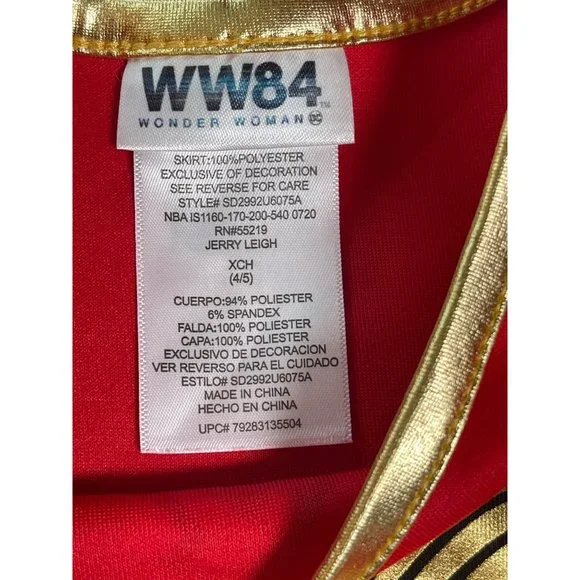 WW84™
WONDER WOMAN DC
SKIRT:100%POLYESTER
EXCLUSIVE OF DECORATION
SEE REVERSE FOR CARE
STYLE# SD2992U6075A
NBA IS1160-170-200-540 0720
RN#55219
JERRY LEIGH
XCH
(4/5)
CUERPO:94% POLIESTER
6% SPANDEX
FALDA:100% POLIESTER
CAPA:100% POLIESTER
EXCLUSIVO DE DECORACION
VER REVERSO PARA EL CUIDADO
ESTILO# SD2992U6075A
MADE IN CHINA
HECHO EN CHINA
UPC# 79283135504